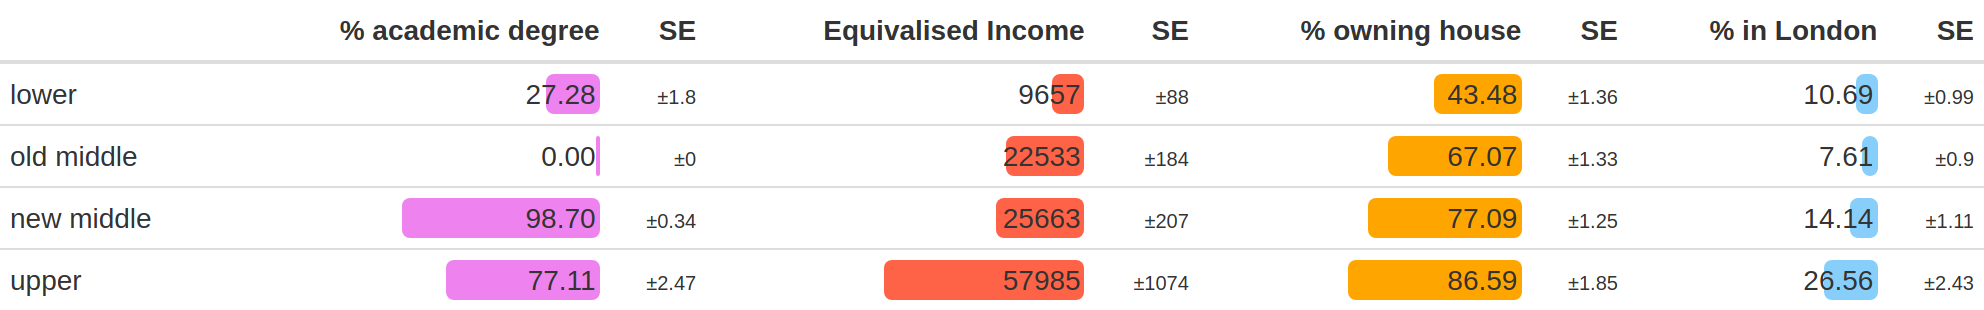 % academic degree SE Equivalised Income SE % owning house SE % in London SE
lower 27.28 ±1.8 9657 ±88 43.48 ±1.36 10.69 ±0.99
old middle 0.00 ±0 22533 ±184 67.07 ±1.33 7.61 ±0.9
new middle 98.70 ±0.34 25663 ±207 77.09 ±1.25 14.14 ±1.11
upper 77.11 ±2.47 57985 ±1074 86.59 ±1.85 26.56 ±2.43